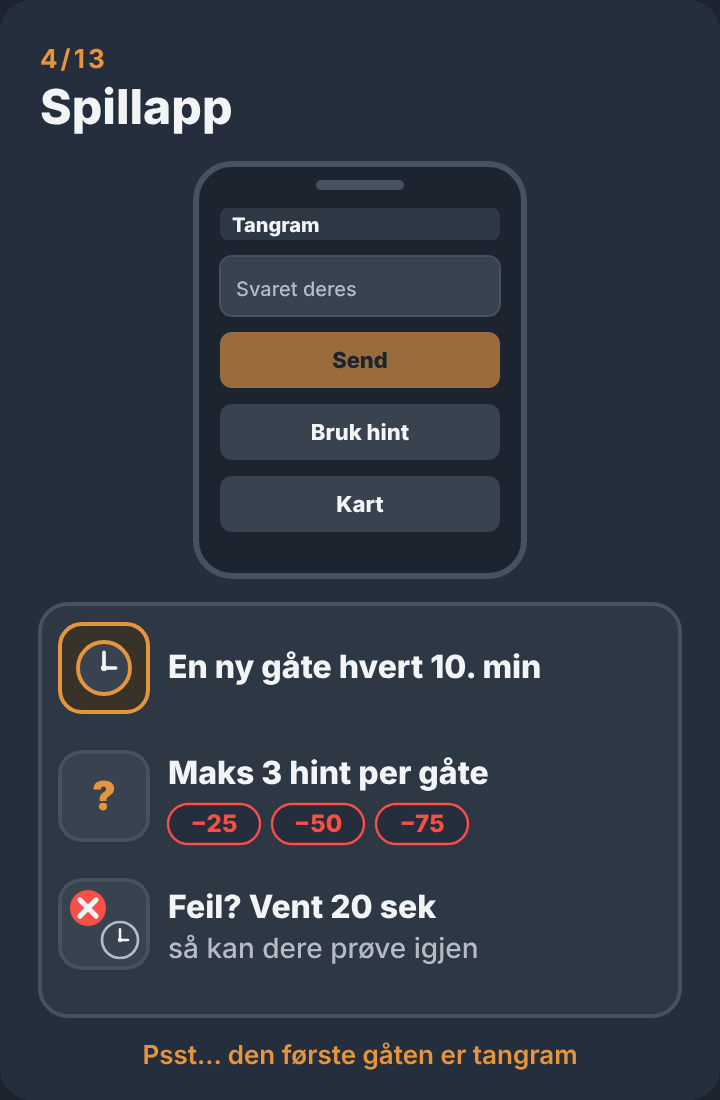 4/13
Spillapp
Tangram
Svaret deres
Send
Bruk hint
Kart
En ny gåte hvert 10. min
?
Maks 3 hint per gåte
−25 −50 −75
Feil? Vent 20 sek
så kan dere prøve igjen
Psst... den første gåten er tangram